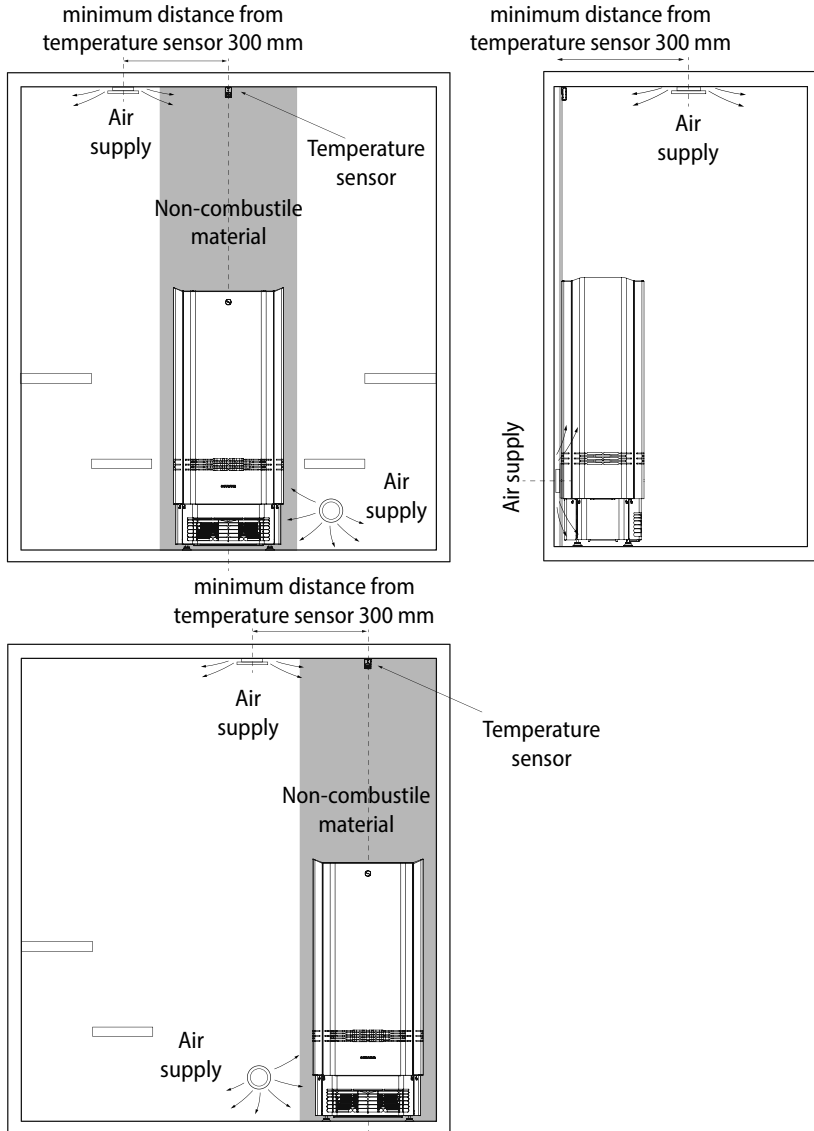 minimum distance from
temperature sensor 300 mm
Air
supply
Temperature
sensor
Non-combustile
material
Air
supply
minimum distance from
temperature sensor 300 mm
Air
supply
Air supply
minimum distance from
temperature sensor 300 mm
Air
supply
Temperature
sensor
Non-combustile
material
Air
supply